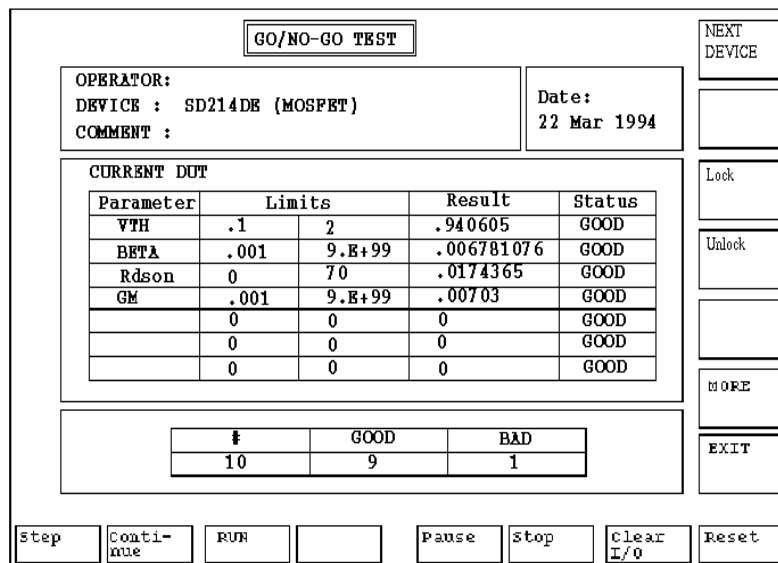 GO/NO-GO TEST
NEXT
DEVICE
OPERATOR:
DEVICE : SD214DE (MOSFET)
COMMENT :
Date:
22 Mar 1994
CURRENT DUT
Parameter Limits Result Status
VTH .1 2 .940605 GOOD
BETA .001 9.E+99 .006781076 GOOD
Rdson 0 70 .0174365 GOOD
GM .001 9.E+99 .00703 GOOD
0 0 0 GOOD
0 0 0 GOOD
0 0 0 GOOD
# GOOD BAD
10 9 1
Lock
Unlock
MORE
EXIT
Step
Conti-
nue
RUN
Pause
Stop
Clear
I/O
Reset